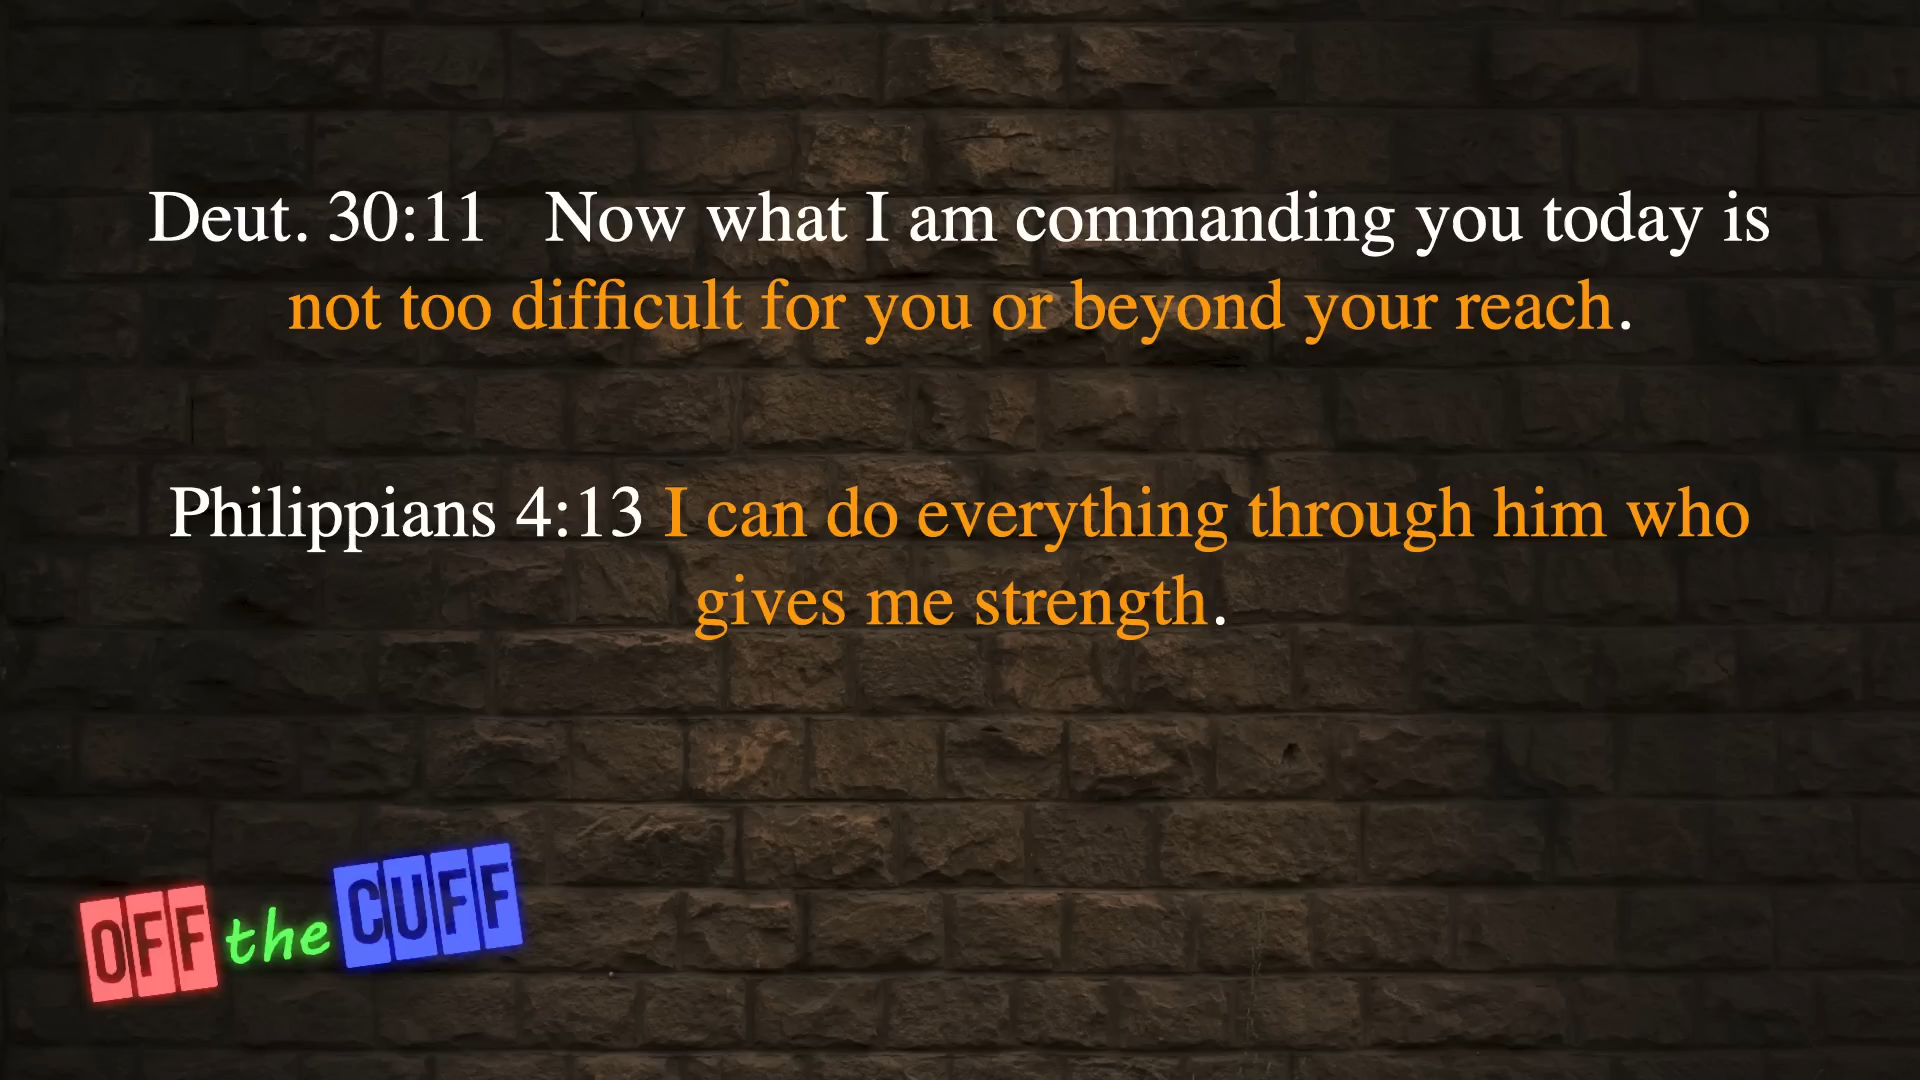 Deut. 30:11   Now what I am commanding you today is
not too difficult for you or beyond your reach.
Philippians 4:13 I can do everything through him who
gives me strength.
OFF the CUFF